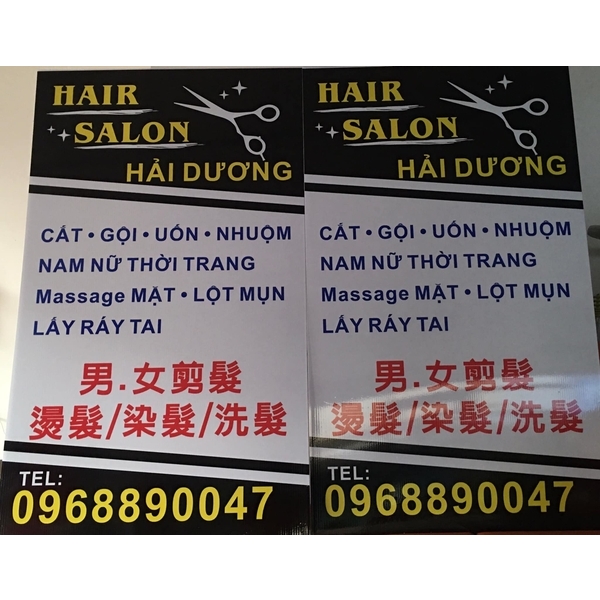 HAIR
SALON
HẢI DƯƠNG
CẮT • GỘI • UỐN • NHUỘM
NAM NỮ THỜI TRANG
Massage MẶT • LỘT MỤN
LẤY RÁY TAI
男.女剪髮
燙髮/染髮/洗髮
TEL:
0968890047
HAIR
SALON
HẢI DƯƠNG
CẮT • GỘI • UỐN • NHUỘM
NAM NỮ THỜI TRANG
Massage MẶT • LỘT MỤN
LẤY RÁY TAI
男.女剪髮
燙髮/染髮/洗髮
TEL:
0968890047